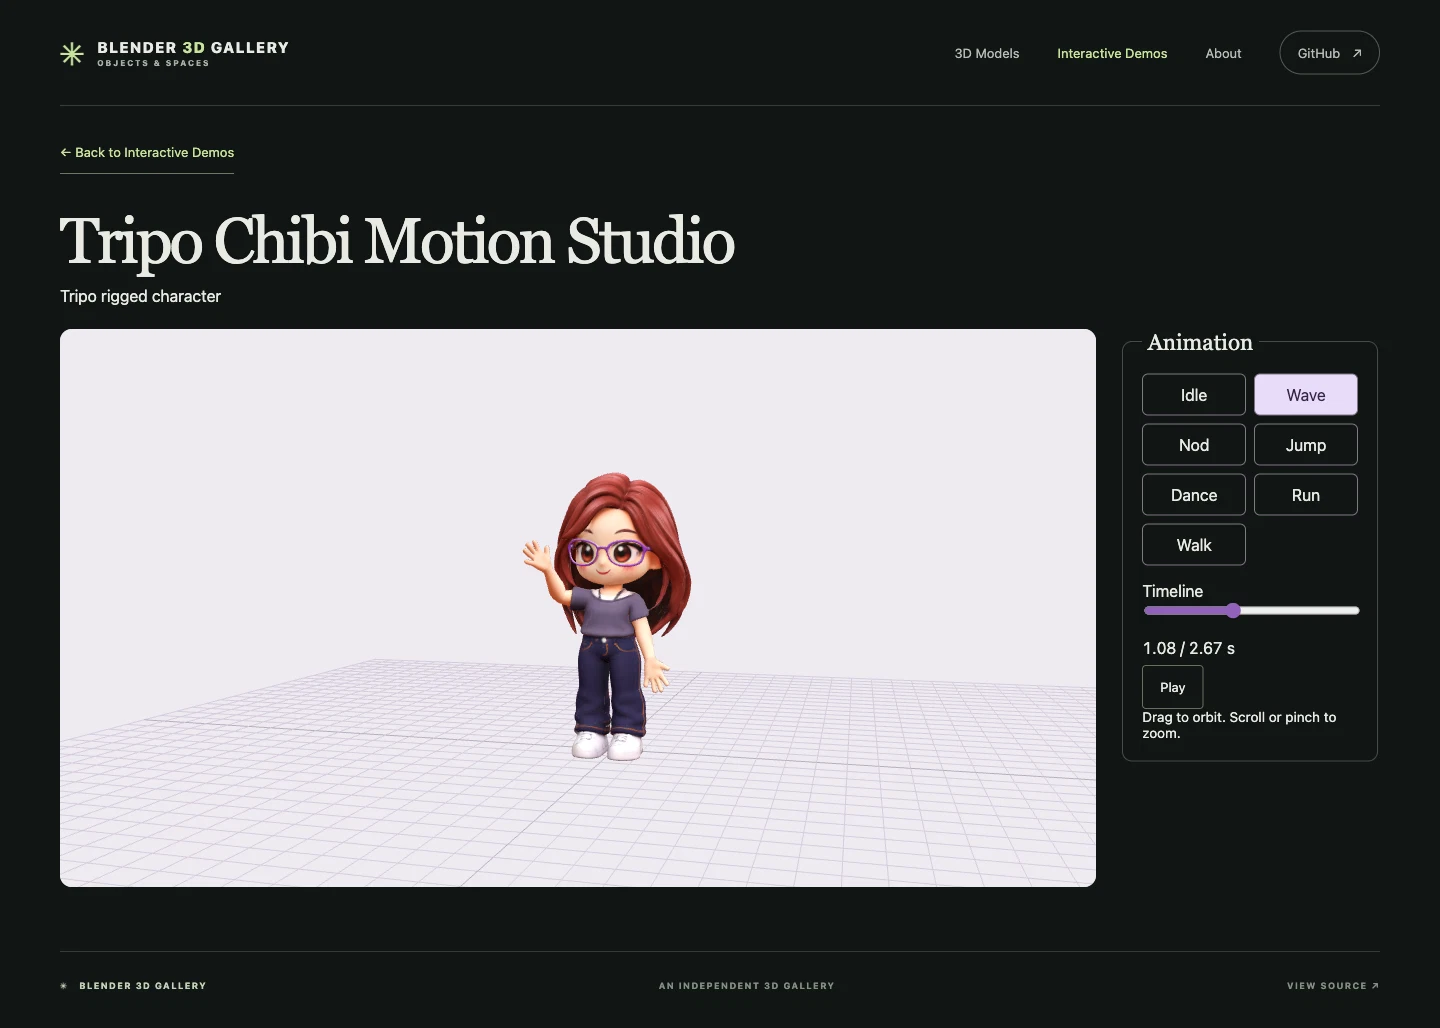 BLENDER 3D GALLERY
OBJECTS & SPACES
3D Models
Interactive Demos
About
GitHub ↗
← Back to Interactive Demos
Tripo Chibi Motion Studio
Tripo rigged character
Animation
Idle
Wave
Nod
Jump
Dance
Run
Walk
Timeline
1.08 / 2.67 s
Play
Drag to orbit. Scroll or pinch to
zoom.
BLENDER 3D GALLERY
AN INDEPENDENT 3D GALLERY
VIEW SOURCE ↗